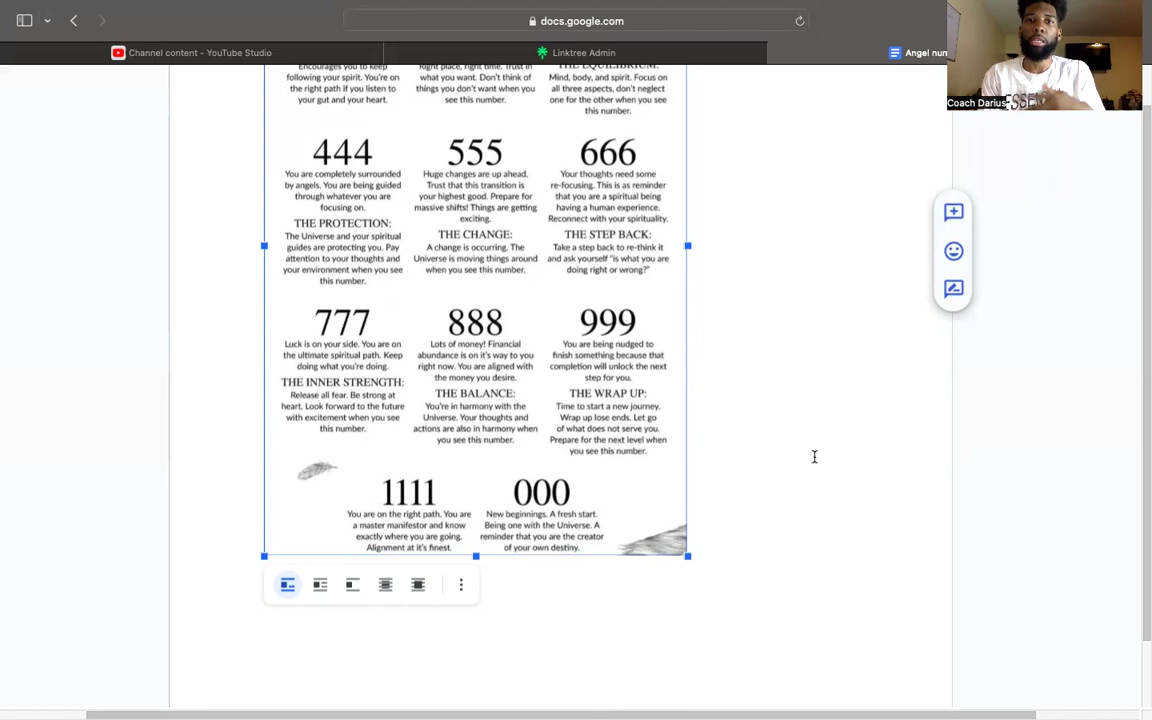 docs.google.com
Channel content - YouTube Studio
Linktree Admin
Angel num
Coach Darius
ESSE
Encourages you to keep
following your spirit. You're on
the right path if you listen to
your gut and your heart.
Right place, right time. Trust in
what you want. Don't think of
things you don't want when you
see this number.
THE EQUILIBRIUM:
Mind, body, and spirit. Focus on
all three aspects, don't neglect
one for the other when you see
this number.
444
You are completely surrounded
by angels. You are being guided
through whatever you are
focusing on.
THE PROTECTION:
The Universe and your spiritual
guides are protecting you. Pay
attention to your thoughts and
your environment when you see
this number.
555
Huge changes are up ahead.
Trust that this transition is
your highest good. Prepare for
massive shifts! Things are getting
exciting.
THE CHANGE:
A change is occurring. The
Universe is moving things around
when you see this number.
666
Your thoughts need some
re-focusing. This is as reminder
that you are a spiritual being
having a human experience.
Reconnect with your spirituality.
THE STEP BACK:
Take a step back to re-think it
and ask yourself "is what you are
doing right or wrong?"
777
Luck is on your side. You are on
the ultimate spiritual path. Keep
doing what you're doing.
THE INNER STRENGTH:
Release all fear. Be strong at
heart. Look forward to the future
with excitement when you see
this number.
888
Lots of money! Financial
abundance is on it's way to you
right now. You are aligned with
the money you desire.
THE BALANCE:
You're in harmony with the
Universe. Your thoughts and
actions are also in harmony when
you see this number.
999
You are being nudged to
finish something because that
completion will unlock the next
step for you.
THE WRAP UP:
Time to start a new journey.
Wrap up lose ends. Let go
of what does not serve you.
Prepare for the next level when
you see this number.
1111
You are on the right path. You are
a master manifestor and know
exactly where you are going.
Alignment at it's finest.
000
New beginnings. A fresh start.
Being one with the Universe. A
reminder that you are the creator
of your own destiny.